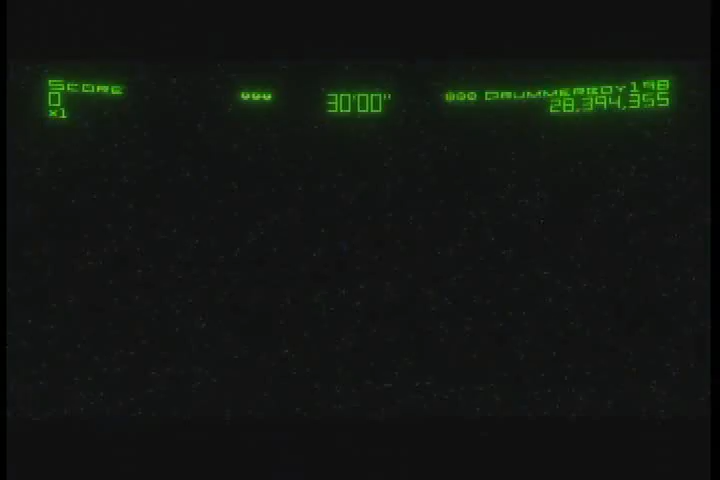 Score
0
x1
30'00"
DRUMMERBOY198
28,394,355